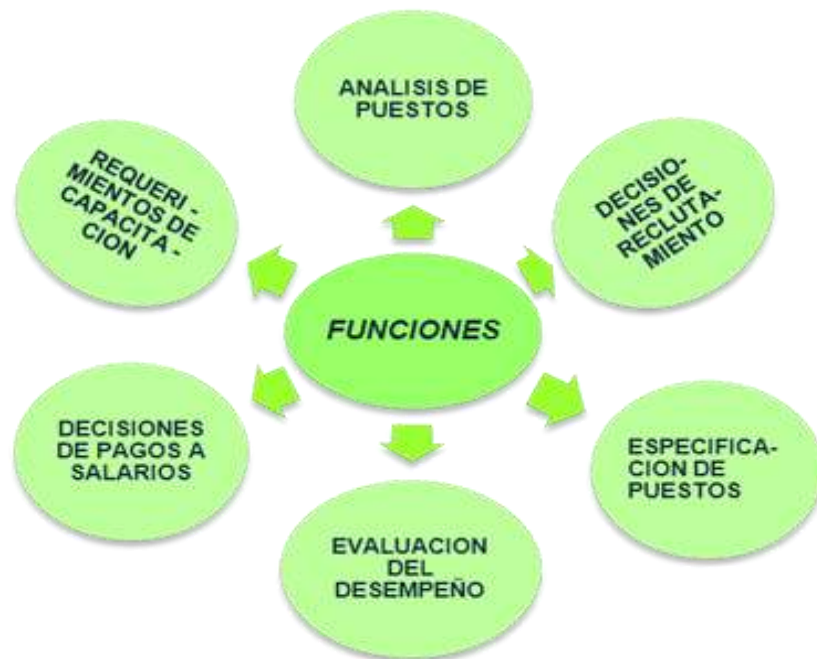 ANALISIS DE
PUESTOS
REQUERI -
MIENTOS DE
CAPACITA -
CION
DECISIO-
NES DE
RECLUTA-
MIENTO
FUNCIONES
DECISIONES
DE PAGOS A
SALARIOS
ESPECIFICA-
CION DE
PUESTOS
EVALUACION
DEL
DESEMPEÑO